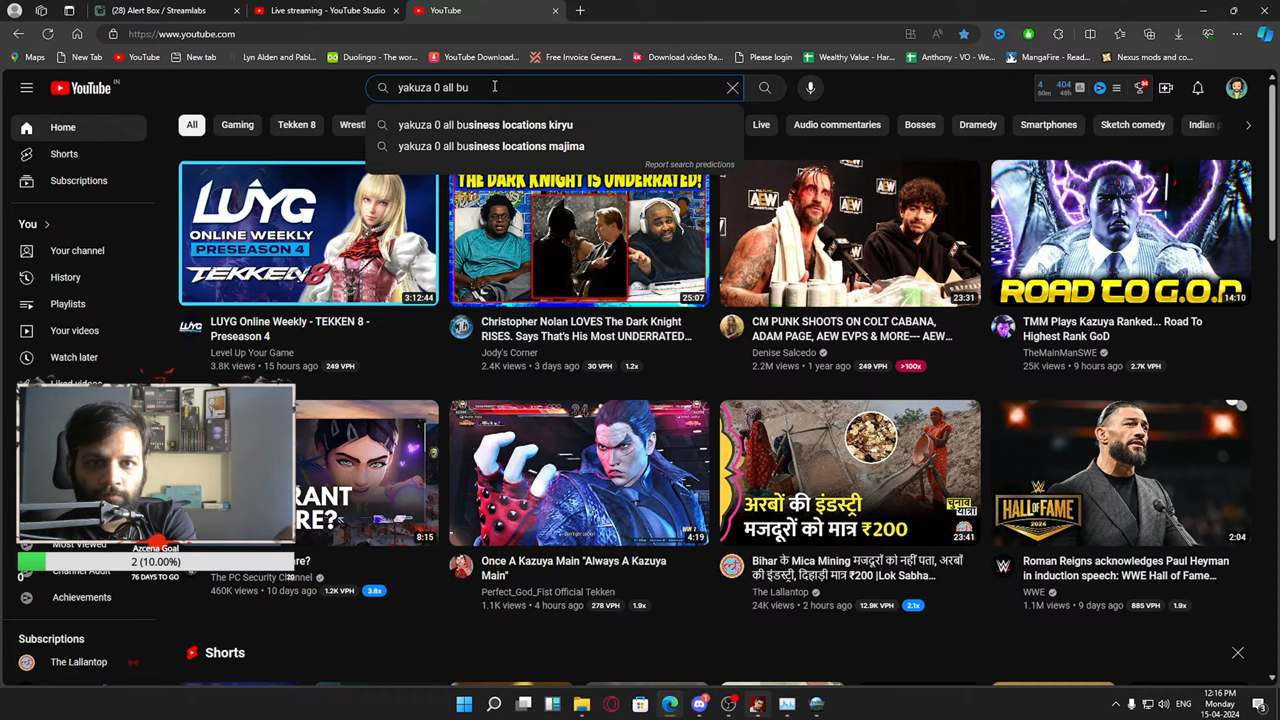 (28) Alert Box / Streamlabs
Live streaming - YouTube Studio
YouTube
https://www.youtube.com
Maps
New Tab
YouTube
New tab
Lyn Alden and Pabl...
Duolingo - The wor...
YouTube Download...
Free Invoice Genera...
Download video Ra...
Please login
Wealthy Value - Har...
Anthony - VO • We...
MangaFire - Read...
Nexus mods and co...
YouTube IN
yakuza 0 all bu
4 404
60m 48h
yakuza 0 all business locations kiryu
yakuza 0 all business locations majima
Report search predictions
Home
Shorts
Subscriptions
You
Your channel
History
Playlists
Your videos
Watch later
Liked videos
All
Gaming
Tekken 8
Live
Audio commentaries
Bosses
Dramedy
Smartphones
Sketch comedy
LUYG
ONLINE WEEKLY
PRESEASON 4
TEKKEN 8
3:12:44
LUYG Online Weekly - TEKKEN 8 -
Preseason 4
Level Up Your Game
3.8K views • 15 hours ago 249 VPH
THE DARK KNIGHT IS UNDERRATED!
25:07
Christopher Nolan LOVES The Dark Knight
RISES. Says That's His Most UNDERRATED...
Jody's Corner
2.4K views • 3 days ago 30 VPH 1.2x
AEW
23:31
CM PUNK SHOOTS ON COLT CABANA,
ADAM PAGE, AEW EVPS & MORE--- AEW...
Denise Salcedo
2.2M views • 1 year ago 249 VPH >100x
ROAD TO G.O.D
14:10
TMM Plays Kazuya Ranked... Road To
Highest Rank GoD
TheMainManSWE
25K views • 9 hours ago 2.7K VPH
Azcena Goal
2 (10.00%)
0
76 DAYS TO GO
20
Most Viewed
Channel Audit
Achievements
Subscriptions
The Lallantop
8:15
The PC Security Channel
460K views • 10 days ago 1.2K VPH 3.8x
4:19
Once A Kazuya Main "Always A Kazuya
Main"
Perfect_God_Fist Official Tekken
1.1K views • 4 hours ago 278 VPH 1.9x
अरबों की इंडस्ट्री
मजदूरों को मात्र ₹200
23:41
Bihar के Mica Mining मजदूरों को नहीं पता, अरबों
की इंडस्ट्री, दिहाड़ी मात्र ₹200 |Lok Sabha...
The Lallantop
24K views • 2 hours ago 12.9K VPH 2.1x
HALL OF FAME
2024
2:04
Roman Reigns acknowledges Paul Heyman
in induction speech: WWE Hall of Fame...
WWE
1.1M views • 9 days ago 885 VPH 1.9x
Shorts
ENG
12:16 PM
Monday
15-04-2024